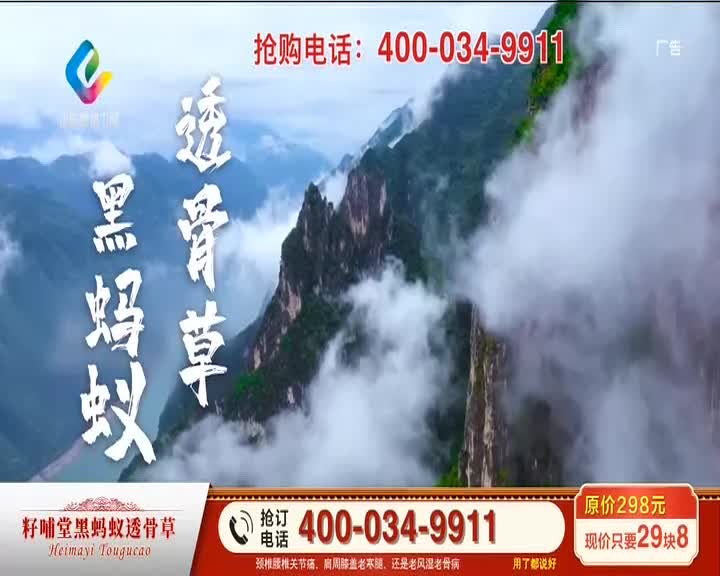 抢购电话：400-034-9911
广告
透骨草
黑蚂蚁
籽哺堂黑蚂蚁透骨草
Heimayi Tougucao
抢订
电话
400-034-9911
原价298元
现价只要29块8
颈椎腰椎关节痛、肩周膝盖老寒腿、还是老风湿老骨病
用了都说好